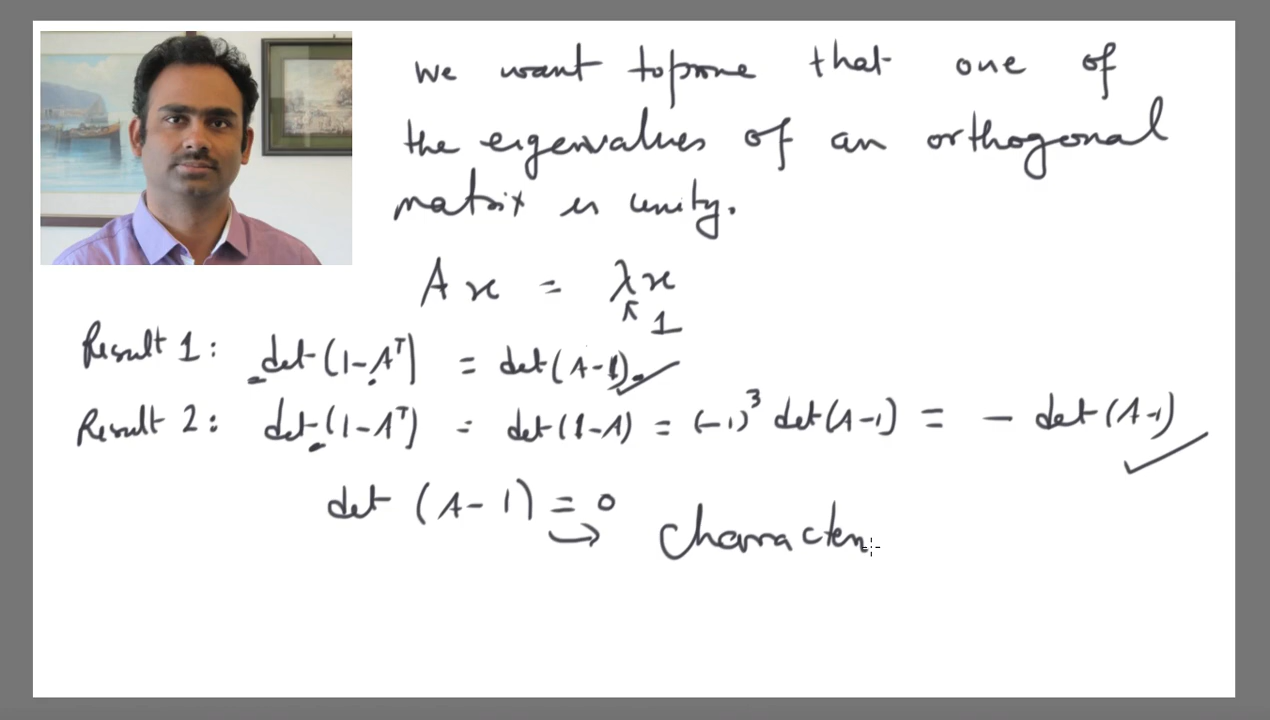 we want to prove that one of
the eigenvalues of an orthogonal
matrix is unity.
Ax = λx
1
Result 1: det(1-Aᵀ) = det(A-1)
Result 2: det(1-Aᵀ) = det(1-A) = (-1)³ det(A-1) = - det(A-1)
det (A-1) = 0 Characten